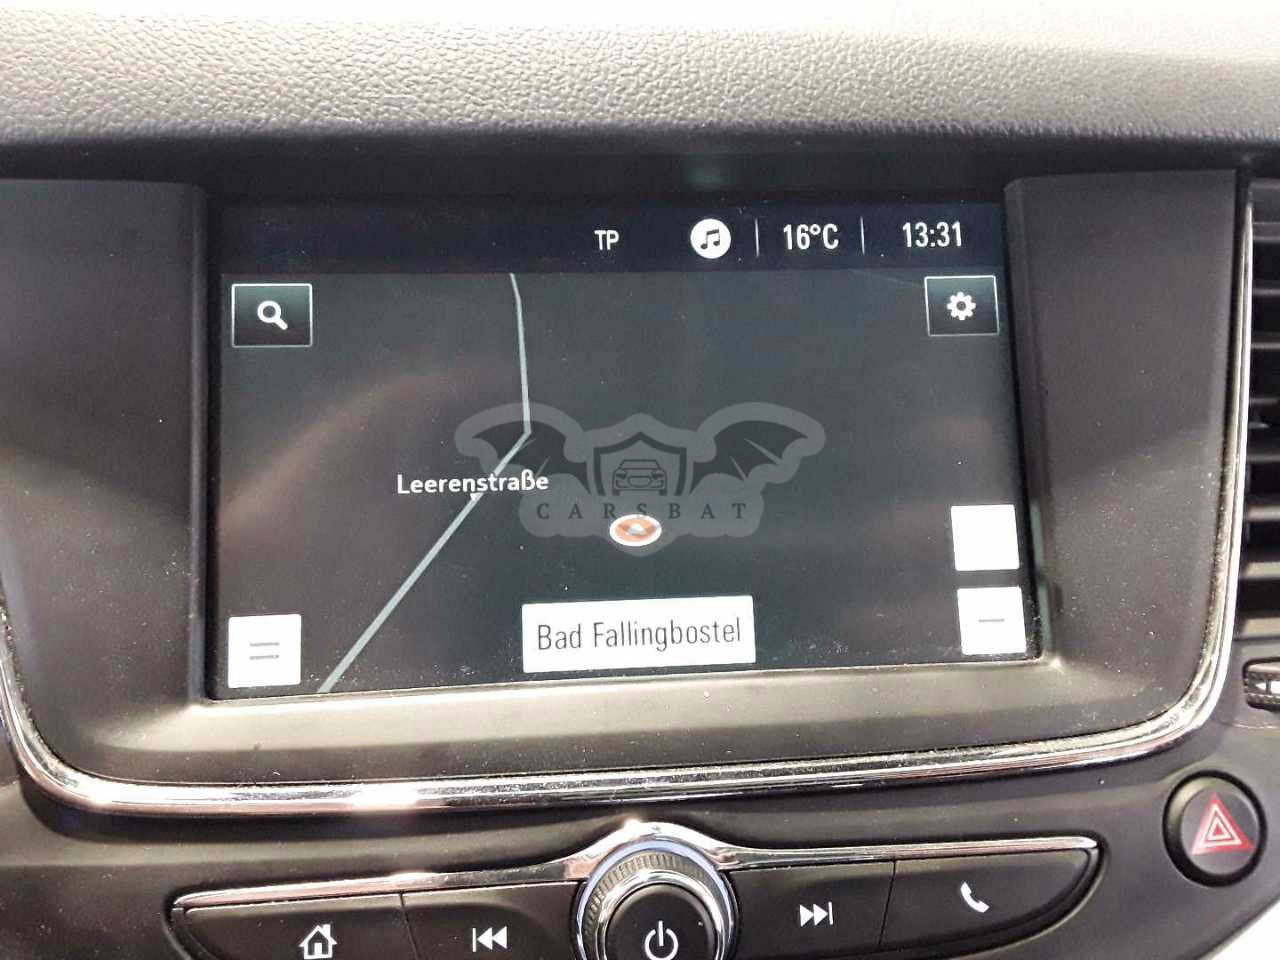 TP 16°C 13:31
Leerenstraße
CARSBAT
Bad Fallingbostel